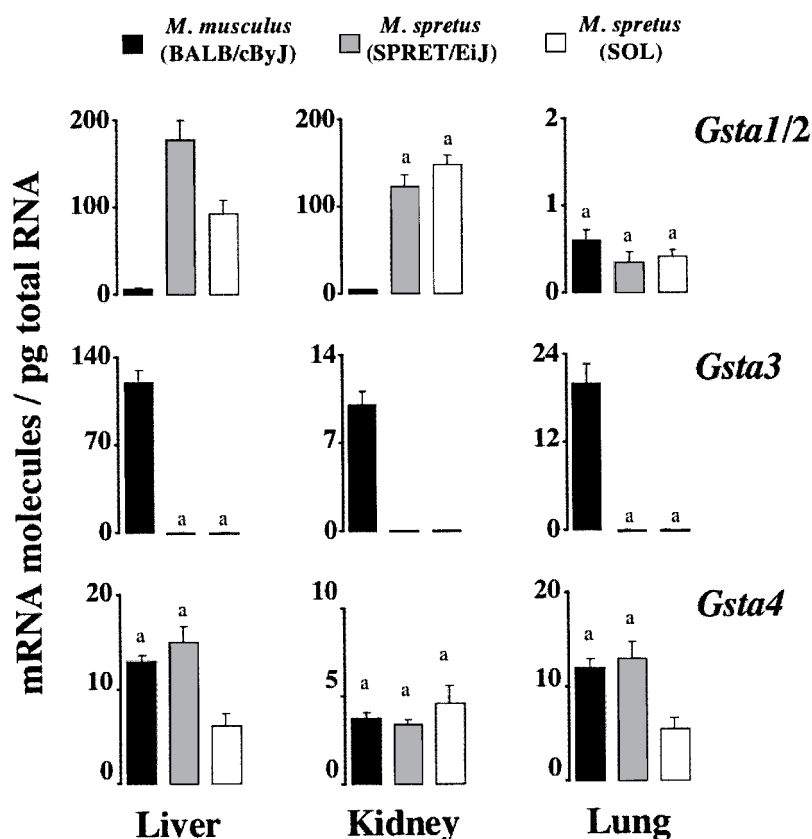 M. musculus M. spretus M. spretus
(BALB/cByJ) (SPRET/EiJ) (SOL)
mRNA molecules / pg total RNA
200 200 2
a a Gsta1/2
100 100 1
a a a
0 0 0
140 14 24
Gsta3
70 7 12
a a a a
0 0 0
20 10 20
Gsta4
a a a a a
10 5 10
a a a
0 0 0
Liver Kidney Lung